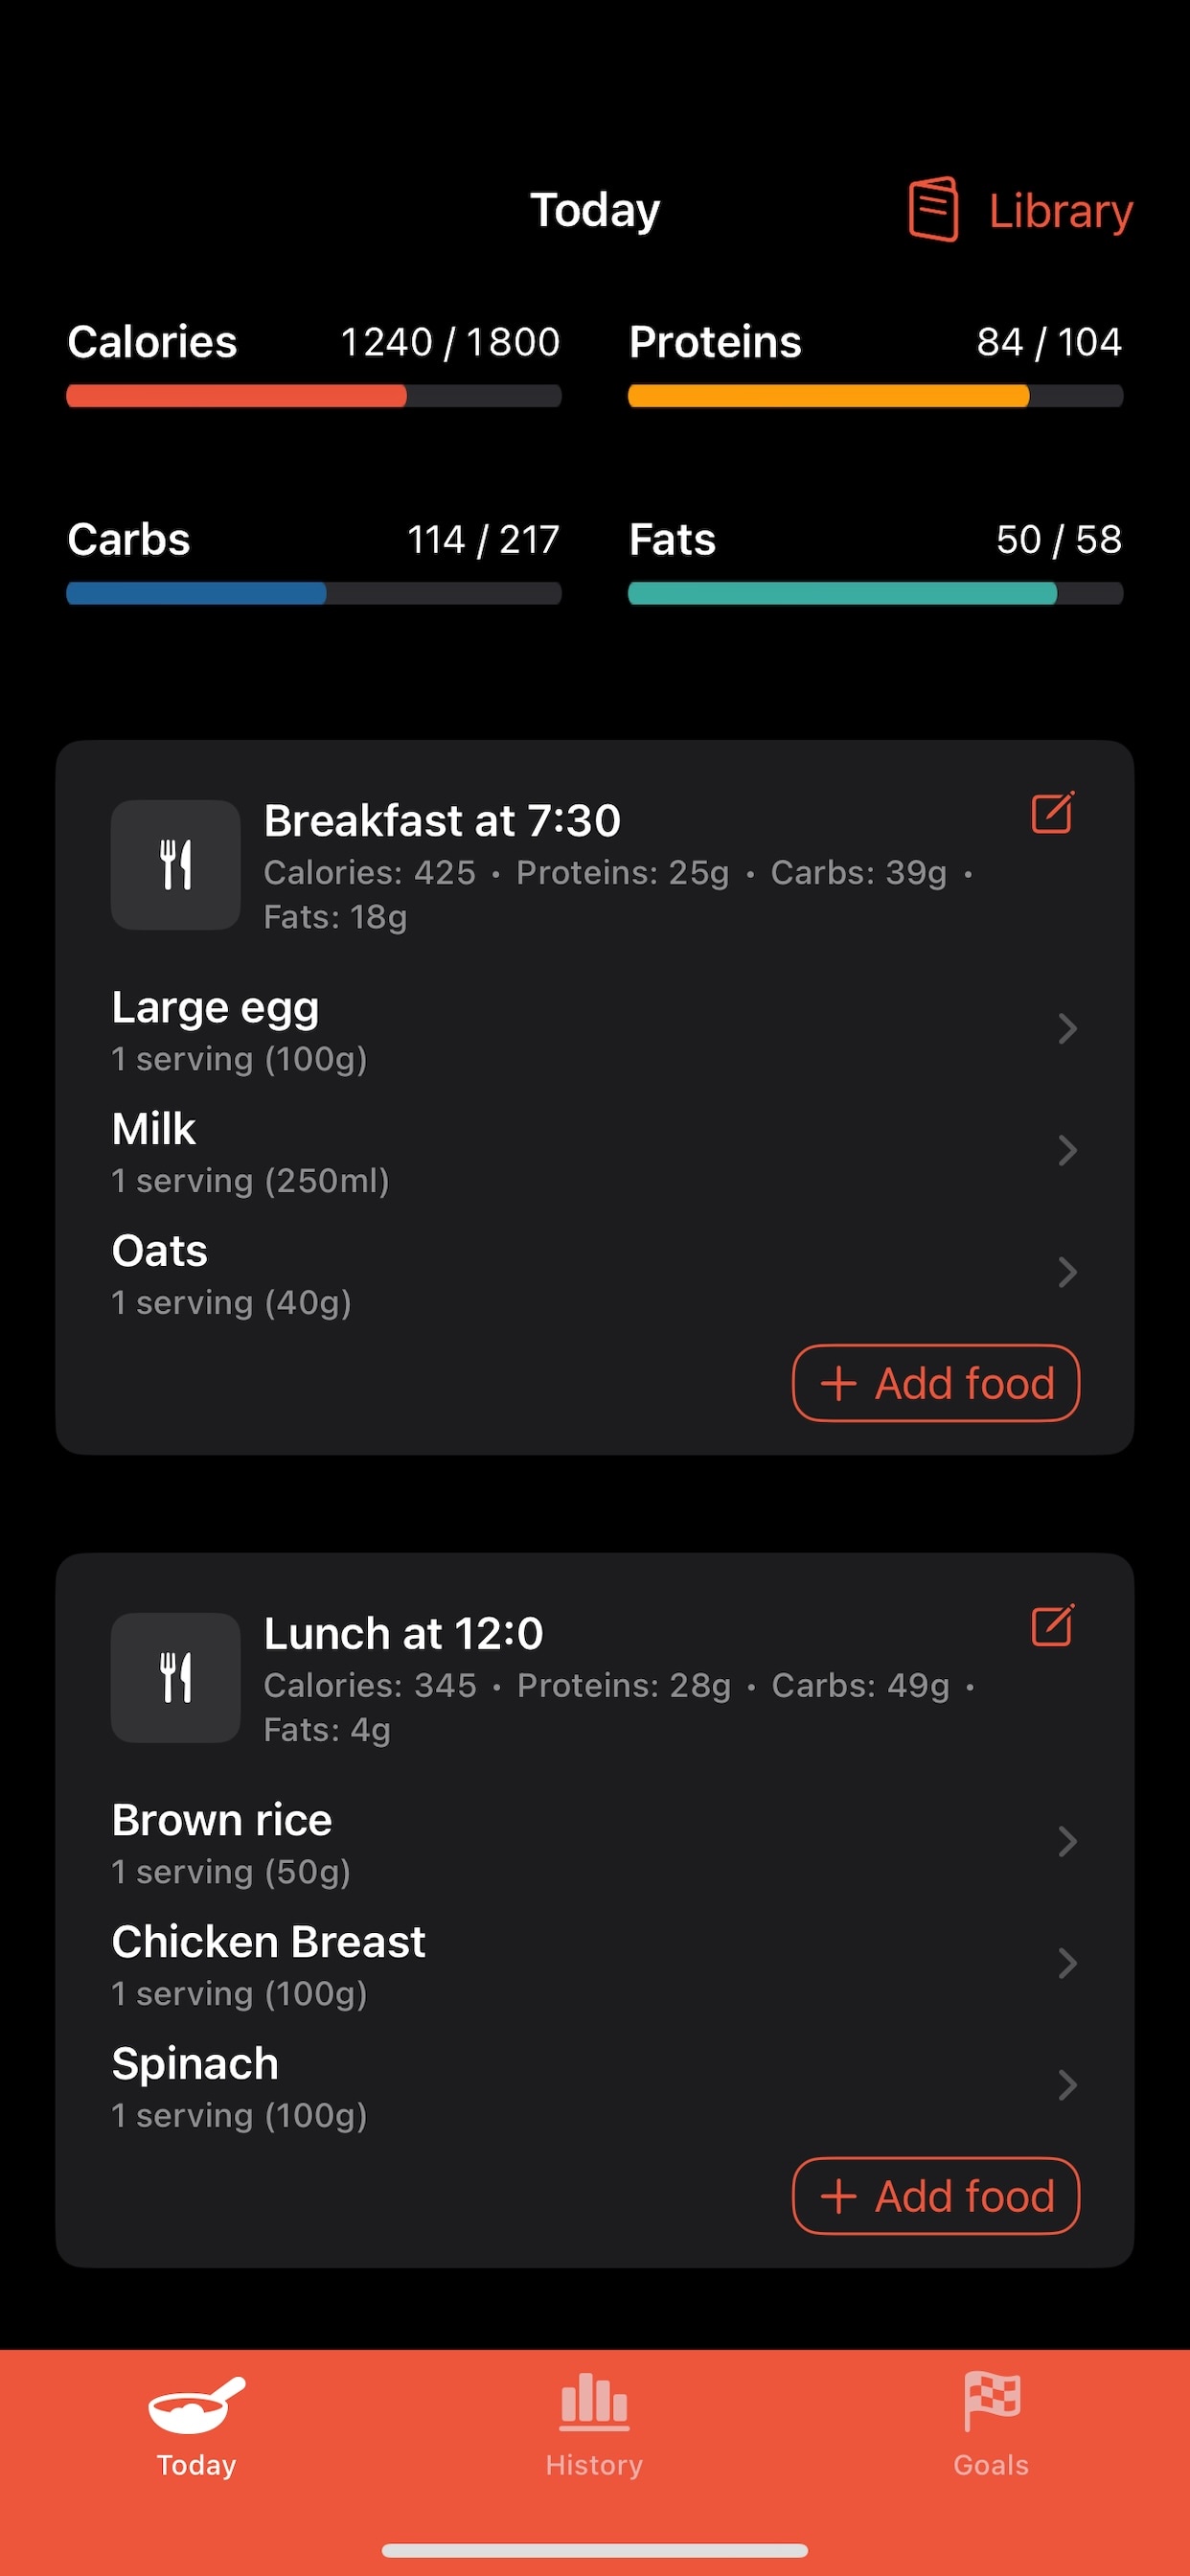 Today
Library
Calories 1240 / 1800
Proteins 84 / 104
Carbs 114 / 217
Fats 50 / 58
Breakfast at 7:30
Calories: 425 • Proteins: 25g • Carbs: 39g •
Fats: 18g
Large egg
1 serving (100g)
Milk
1 serving (250ml)
Oats
1 serving (40g)
+ Add food
Lunch at 12:0
Calories: 345 • Proteins: 28g • Carbs: 49g •
Fats: 4g
Brown rice
1 serving (50g)
Chicken Breast
1 serving (100g)
Spinach
1 serving (100g)
+ Add food
Today
History
Goals